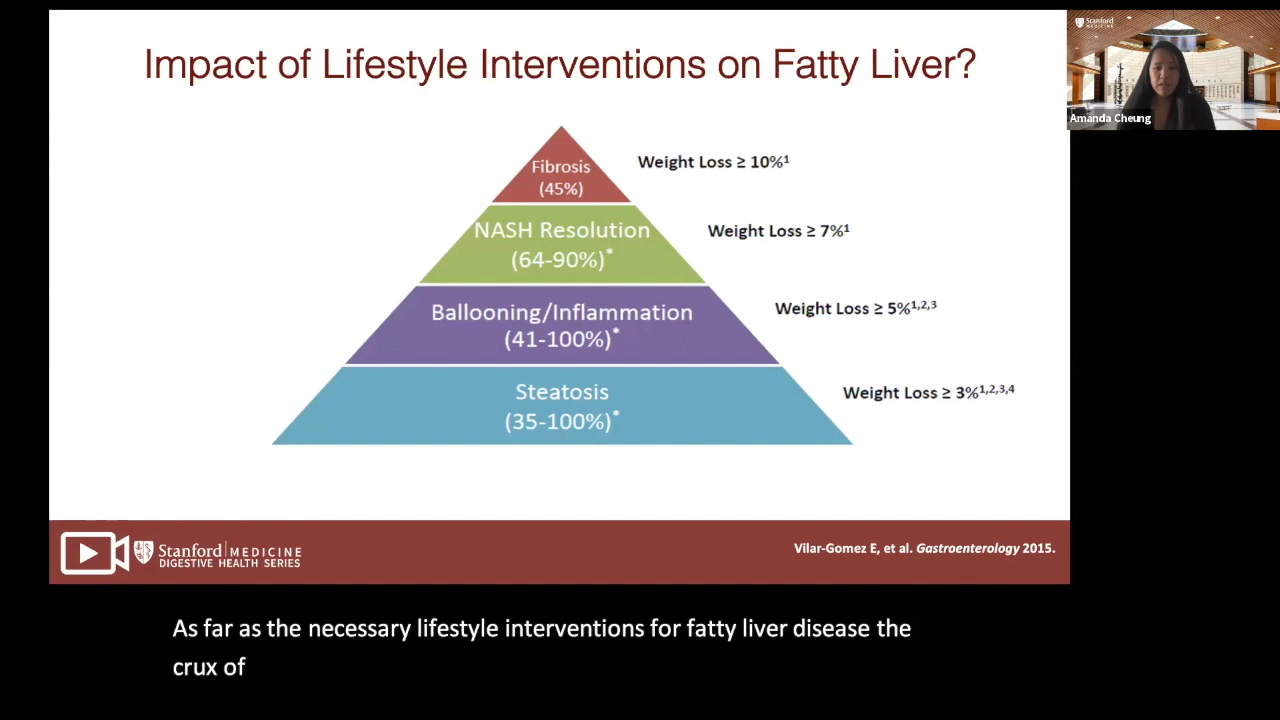 Impact of Lifestyle Interventions on Fatty Liver?
Stanford
MEDICINE
Amanda Cheung
Fibrosis
(45%)
Weight Loss ≥ 10%¹
NASH Resolution
(64-90%)*
Weight Loss ≥ 7%¹
Ballooning/Inflammation
(41-100%)*
Weight Loss ≥ 5%¹,²,³
Steatosis
(35-100%)*
Weight Loss ≥ 3%¹,²,³,⁴
Stanford MEDICINE
DIGESTIVE HEALTH SERIES
Vilar-Gomez E, et al. Gastroenterology 2015.
As far as the necessary lifestyle interventions for fatty liver disease the
crux of